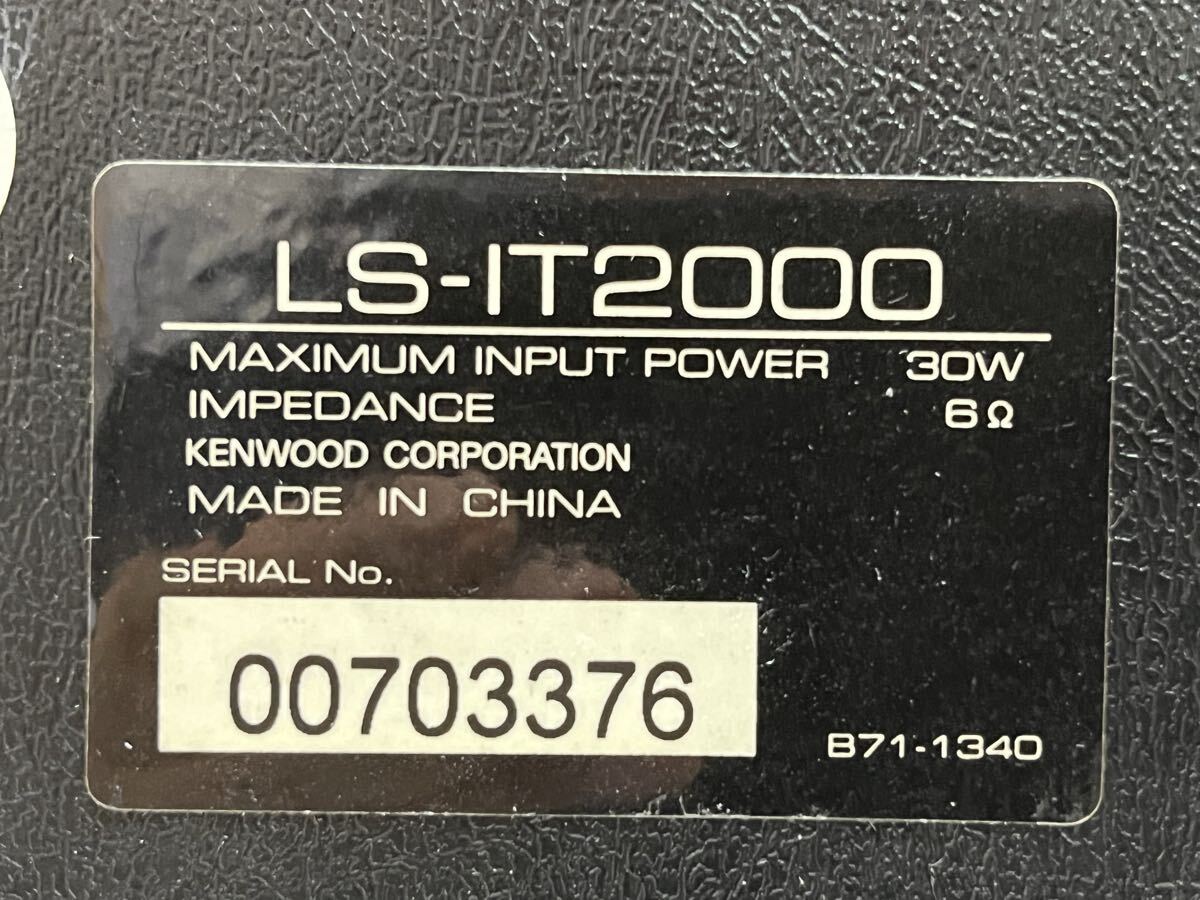 LS-IT2000
MAXIMUM INPUT POWER 30W
IMPEDANCE 6Ω
KENWOOD CORPORATION
MADE IN CHINA
SERIAL No.
00703376
B71-1340